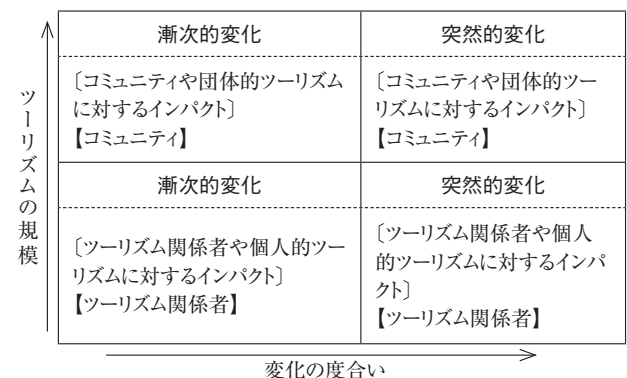 漸次的変化
突然的変化
〔コミュニティや団体的ツーリズム
に対するインパクト〕
【コミュニティ】
〔コミュニティや団体的ツー
リズムに対するインパクト〕
【コミュニティ】
漸次的変化
突然的変化
〔ツーリズム関係者や個人的ツー
リズムに対するインパクト〕
【ツーリズム関係者】
〔ツーリズム関係者や個人
的ツーリズムに対するインパ
クト〕
【ツーリズム関係者】
ツーリズムの規模
変化の度合い